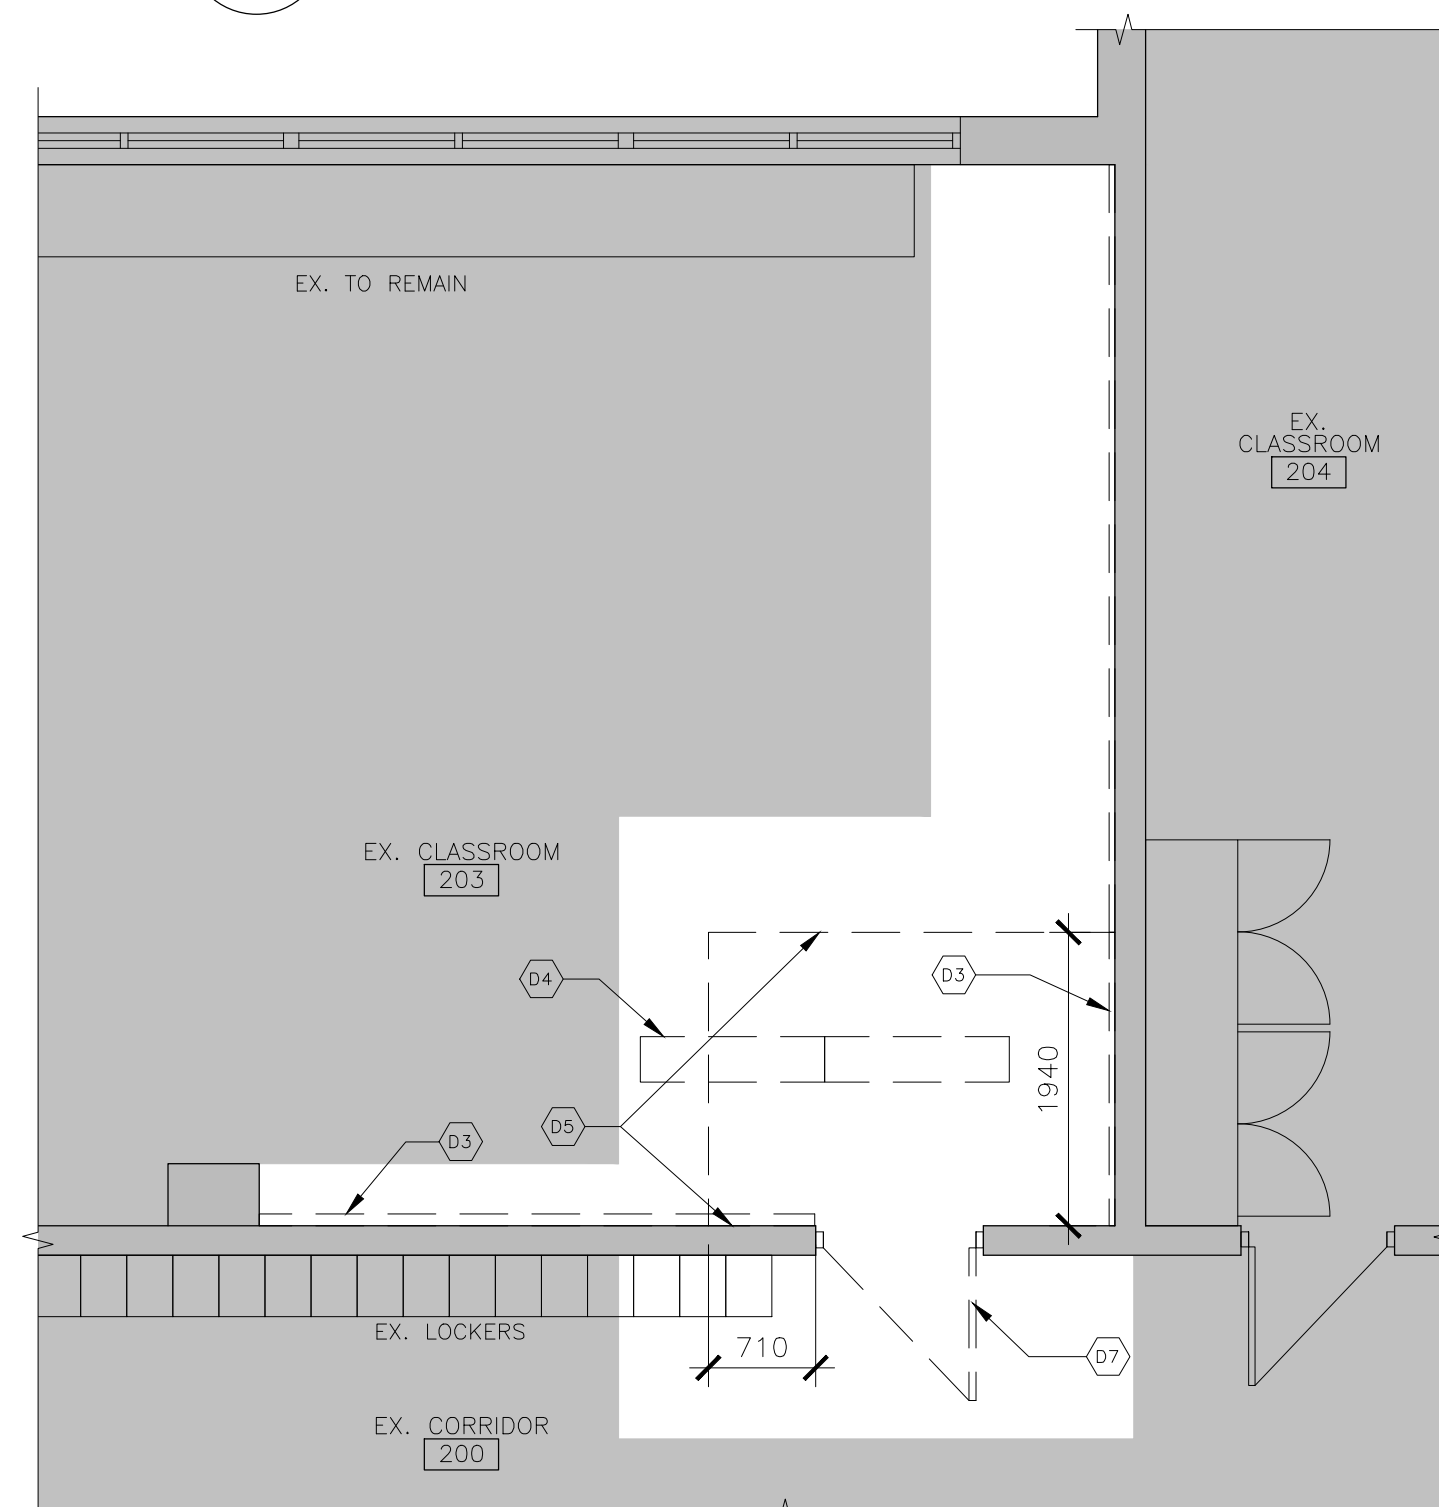 EX. TO REMAIN
EX.
CLASSROOM
204
EX. CLASSROOM
203
D4
D3
1940
D5
D3
EX. LOCKERS
710
D7
EX. CORRIDOR
200